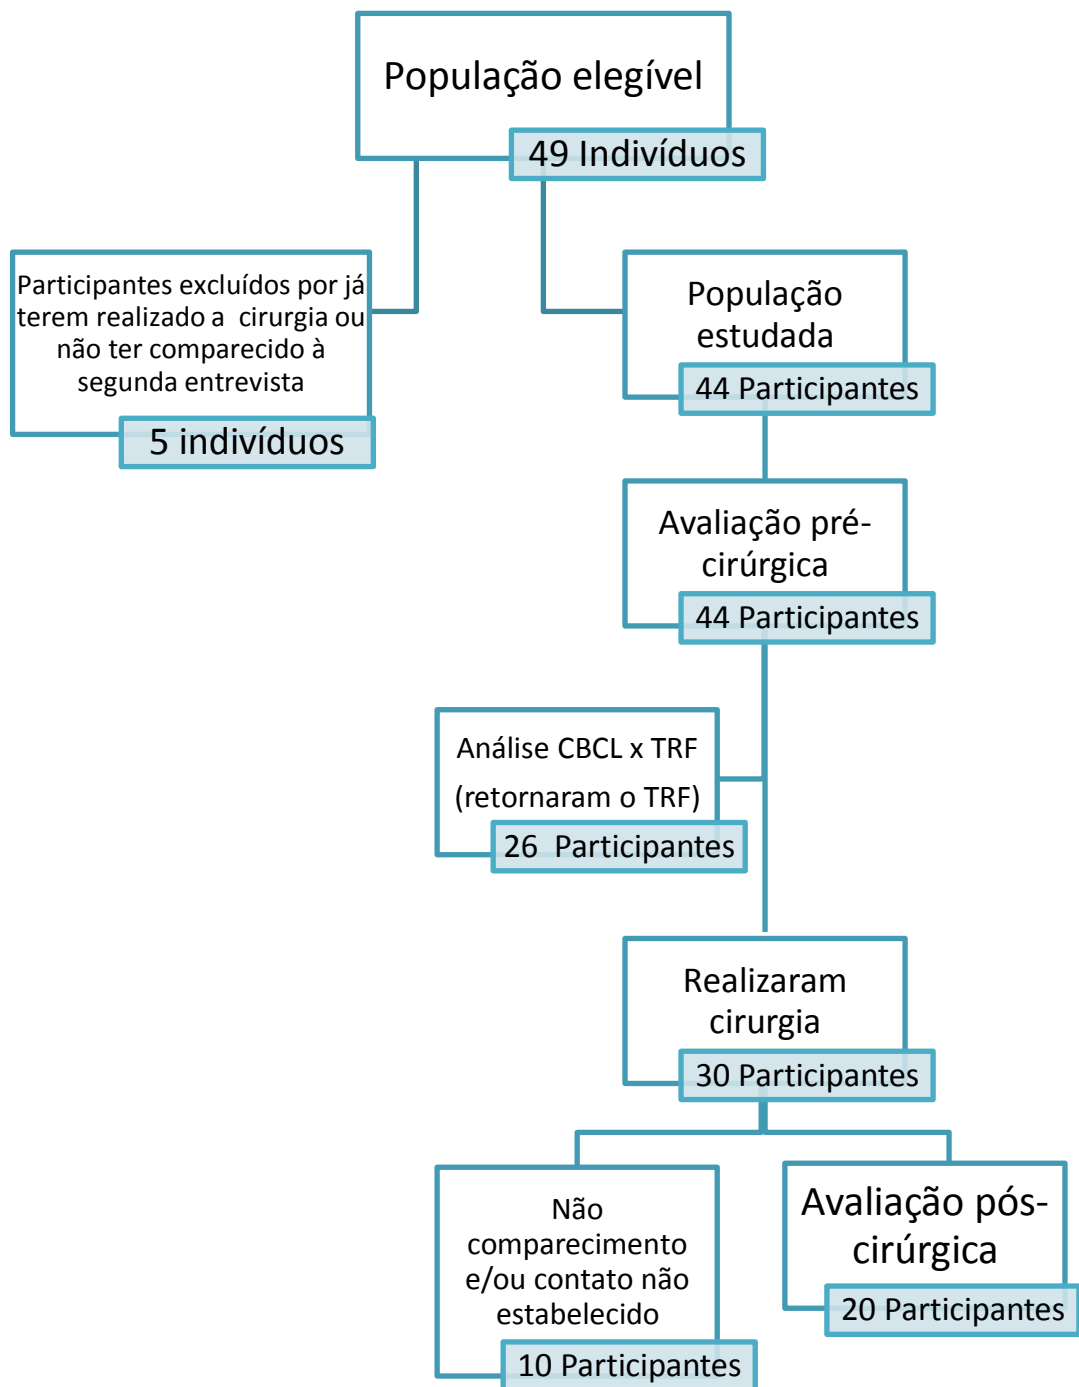 População elegível
49 Indivíduos
Participantes excluídos por já
terem realizado a cirurgia ou
não ter comparecido à
segunda entrevista
5 indivíduos
População
estudada
44 Participantes
Avaliação pré-
cirúrgica
44 Participantes
Análise CBCL x TRF
(retornaram o TRF)
26 Participantes
Realizaram
cirurgia
30 Participantes
Não
comparecimento
e/ou contato não
estabelecido
10 Participantes
Avaliação pós-
cirúrgica
20 Participantes